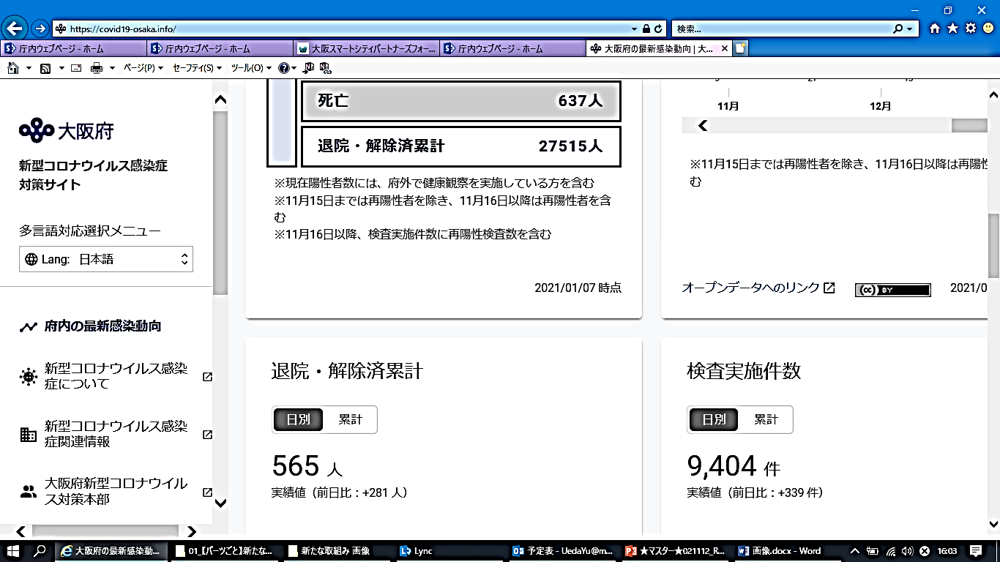 https://covid19-osaka.info/
検索...
庁内ウェブページ - ホーム
庁内ウェブページ - ホーム
大阪スマートシティパートナーズフォー...
庁内ウェブページ - ホーム
大阪府の最新感染動向 | 大...
ページ(P)
セーフティ(S)
ツール(O)
大阪府
新型コロナウイルス感染症
対策サイト
多言語対応選択メニュー
Lang: 日本語
府内の最新感染動向
新型コロナウイルス感染
症について
新型コロナウイルス感染
症関連情報
大阪府新型コロナウイル
ス対策本部
死亡 637人
退院・解除済累計 27515人
※現在陽性者数には、府外で健康観察を実施している方を含む
※11月15日までは再陽性者を除き、11月16日以降は再陽性者を含
む
※11月16日以降、検査実施件数に再陽性検査数を含む
2021/01/07 時点
11月 12月
※11月15日までは再陽性者を除き、11月16日以降は再陽性
む
オープンデータへのリンク
CC BY
2021/0
退院・解除済累計
日別 累計
565 人
実績値（前日比：+281 人）
検査実施件数
日別 累計
9,404 件
実績値（前日比：+339 件）
大阪府の最新感染動...
01_【パーツごと】新たな...
新たな取組み 画像
Lync
予定表 - UedaYu@m...
★マスター★021112_R...
画像.docx - Word
16:03